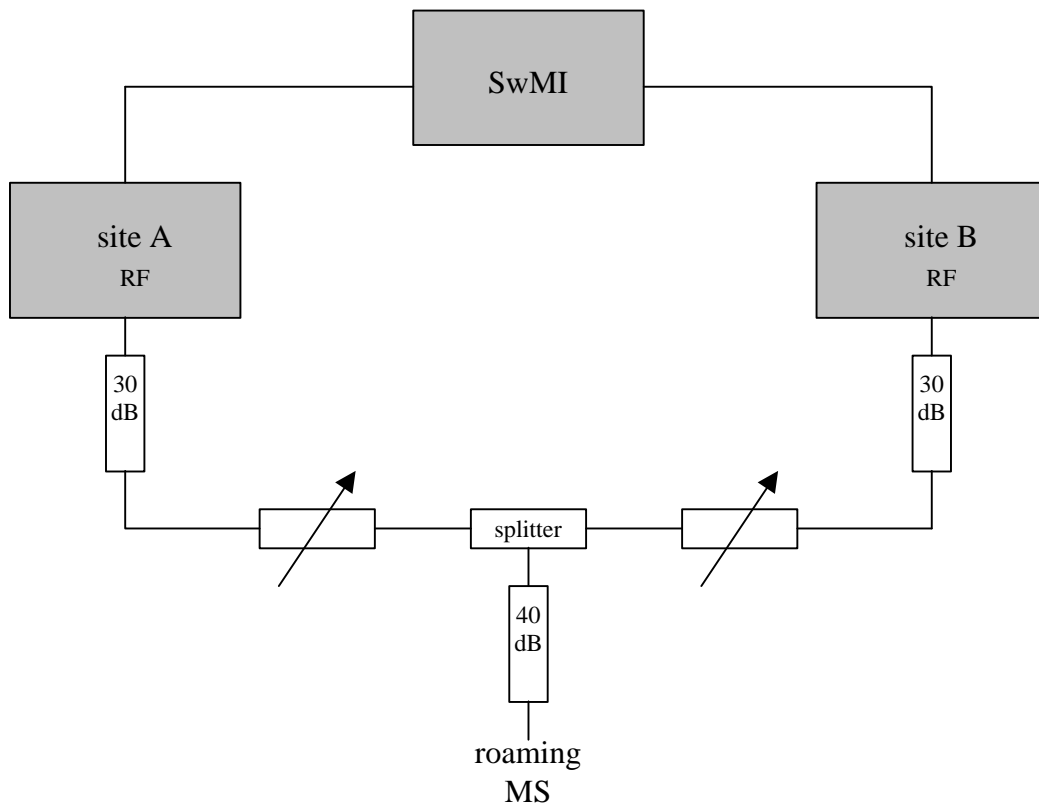 SwMI
site A
RF
site B
RF
30
dB
30
dB
splitter
40
dB
roaming
MS